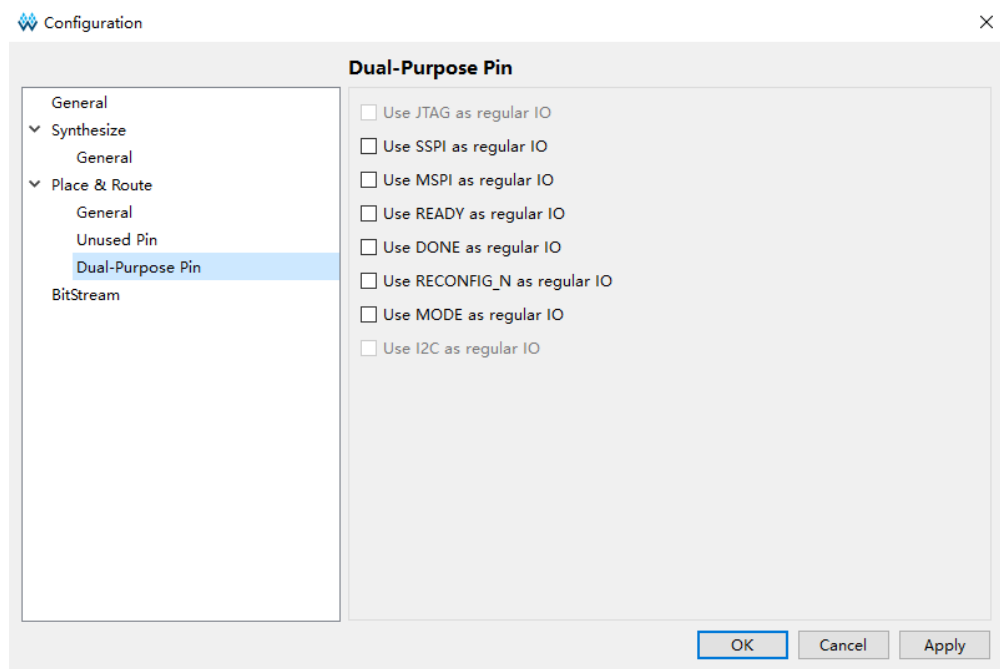 Configuration
Dual-Purpose Pin
General
Synthesize
General
Place & Route
General
Unused Pin
Dual-Purpose Pin
BitStream
Use JTAG as regular IO
Use SSPI as regular IO
Use MSPI as regular IO
Use READY as regular IO
Use DONE as regular IO
Use RECONFIG_N as regular IO
Use MODE as regular IO
Use I2C as regular IO
OK
Cancel
Apply